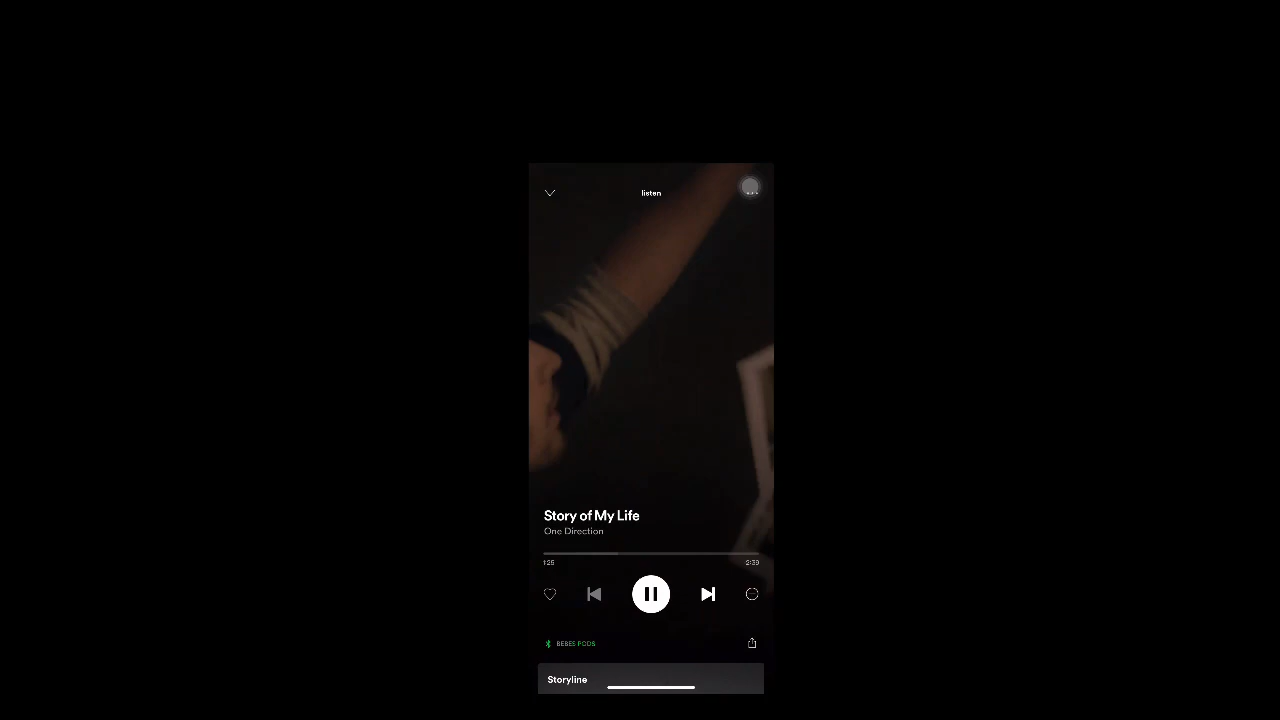 listen
Story of My Life
One Direction
1:25
2:39
BEBES PODS
Storyline